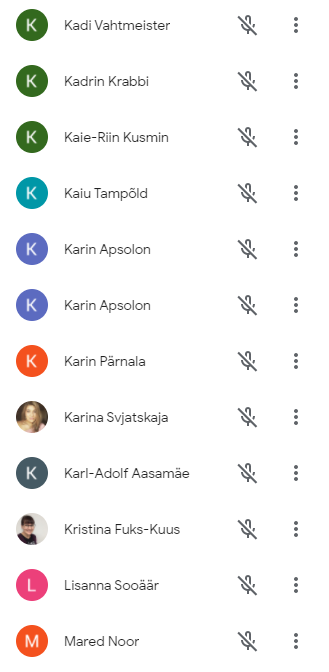 K Kadi Vahtmeister
K Kadrin Krabbi
K Kaie-Riin Kusmin
K Kaiu Tampõld
K Karin Apsolon
K Karin Apsolon
K Karin Pärnala
Karina Svjatskaja
K Karl-Adolf Aasamäe
Kristina Fuks-Kuus
L Lisanna Sooäär
M Mared Noor